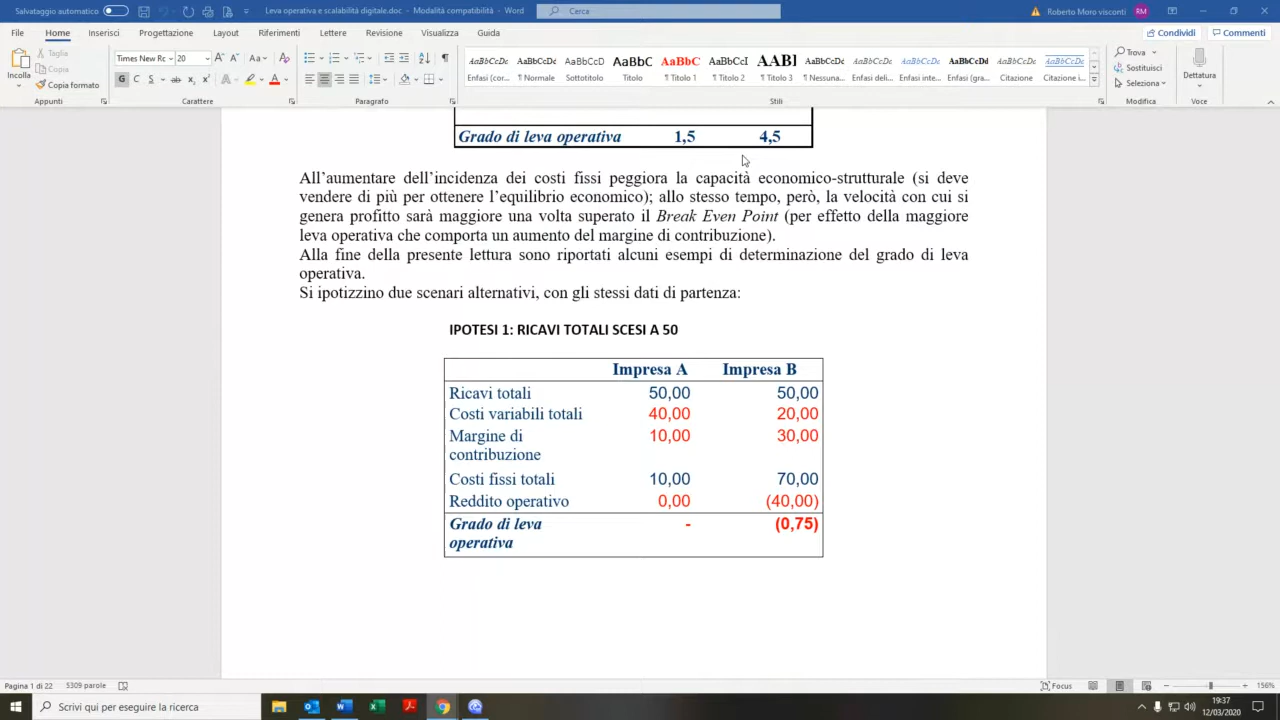 Salvataggio automatico
Leva operativa e scalabilità digitale.doc - Modalità compatibilità - Word
Cerca
Roberto Moro visconti
RM
File Home Inserisci Progettazione Layout Riferimenti Lettere Revisione Visualizza Guida
Condividi Commenti
Incolla
Taglia
Copia
Copia formato
Appunti
Times New Rc 20
G C S ab x₂ x²
Carattere
Paragrafo
AaBbCcDc AaBbCcDc AaBbCcD AaBbC AaBbC AaBbCcI AABI AaBbCcDc AaBbCcDc AaBbCcDc AaBbCcDd AaBbCcDc AaBbCcDc
Enfasi (cor... ¶ Normale Sottotitolo Titolo ¶ Titolo 1 ¶ Titolo 2 ¶ Titolo 3 ¶ Nessuna... Enfasi deli... Enfasi inte... Enfasi (gra... Citazione Citazione i...
Stili
Trova
Sostituisci
Seleziona
Modifica
Dettatura
Voce
Grado di leva operativa 1,5 4,5
All’aumentare dell’incidenza dei costi fissi peggiora la capacità economico-strutturale (si deve
vendere di più per ottenere l’equilibrio economico); allo stesso tempo, però, la velocità con cui si
genera profitto sarà maggiore una volta superato il Break Even Point (per effetto della maggiore
leva operativa che comporta un aumento del margine di contribuzione).
Alla fine della presente lettura sono riportati alcuni esempi di determinazione del grado di leva
operativa.
Si ipotizzino due scenari alternativi, con gli stessi dati di partenza:
IPOTESI 1: RICAVI TOTALI SCESI A 50
Impresa A Impresa B
Ricavi totali 50,00 50,00
Costi variabili totali 40,00 20,00
Margine di 10,00 30,00
contribuzione
Costi fissi totali 10,00 70,00
Reddito operativo 0,00 (40,00)
Grado di leva - (0,75)
operativa
Pagina 1 di 22 5309 parole
Focus
156%
Scrivi qui per eseguire la ricerca
19:37
12/03/2020